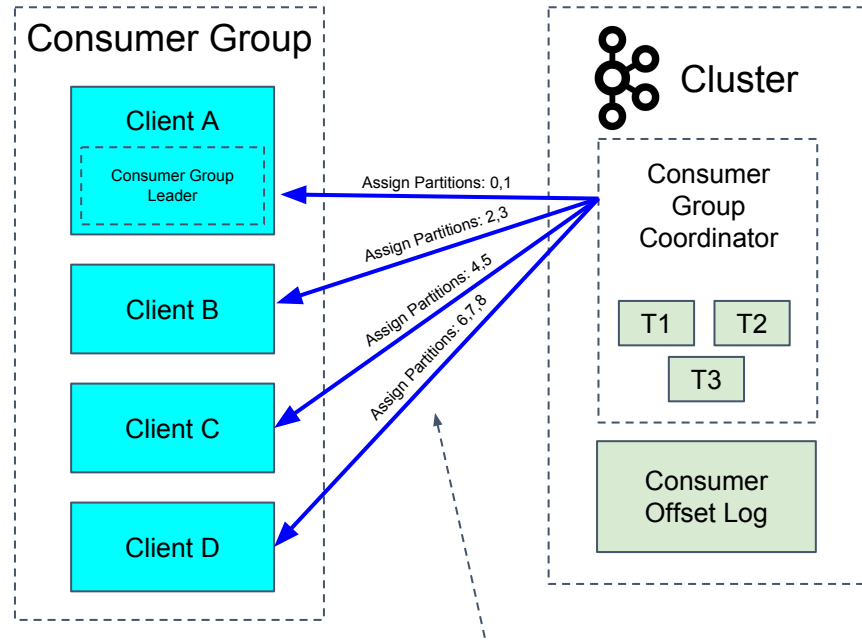 Consumer Group
Client A
Consumer Group
Leader
Client B
Client C
Client D
Assign Partitions: 0,1
Assign Partitions: 2,3
Assign Partitions: 4,5
Assign Partitions: 6,7,8
Cluster
Consumer
Group
Coordinator
T1
T2
T3
Consumer
Offset Log